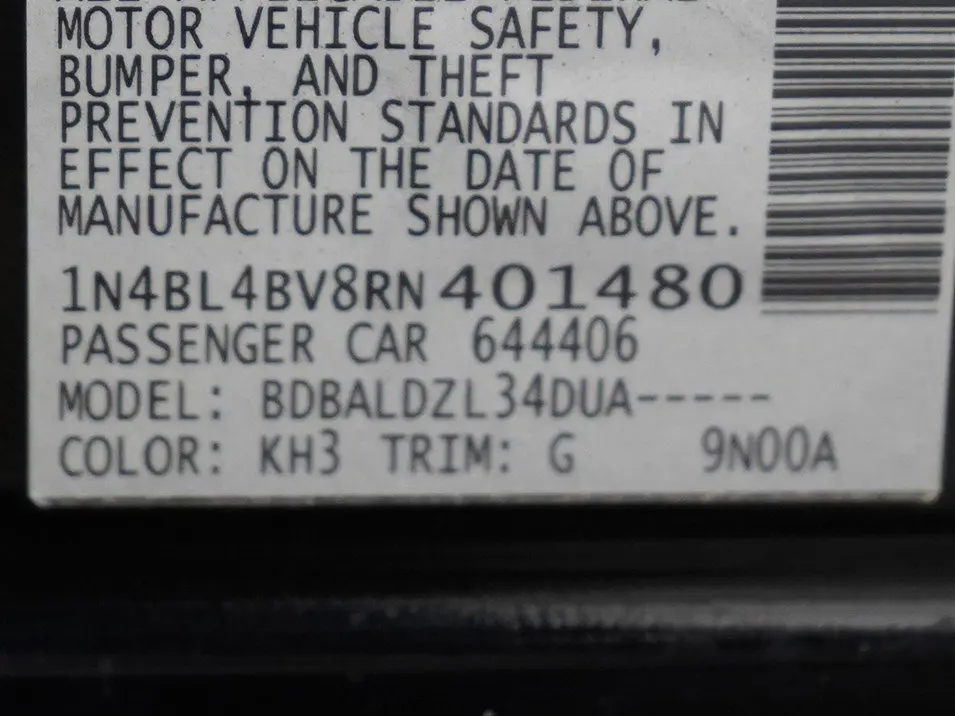 MOTOR VEHICLE SAFETY,
BUMPER, AND THEFT
PREVENTION STANDARDS IN
EFFECT ON THE DATE OF
MANUFACTURE SHOWN ABOVE.
1N4BL4BV8RN401480
PASSENGER CAR 644406
MODEL: BDBALDZL34DUA-----
COLOR: KH3 TRIM: G 9N00A